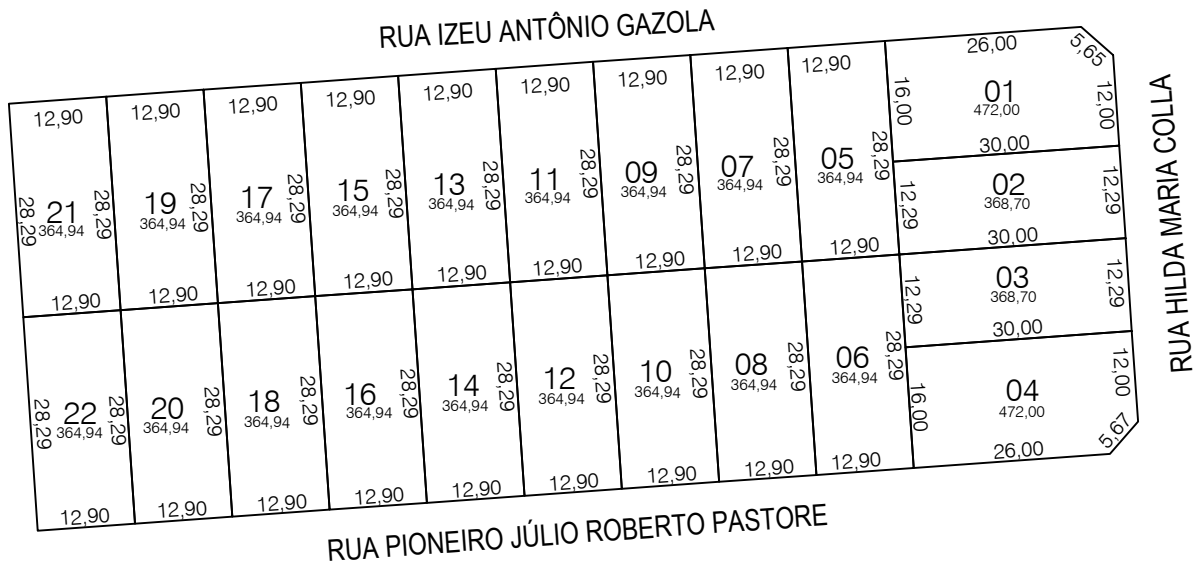 RUA IZEU ANTÔNIO GAZOLA
12,90 12,90 12,90 12,90 12,90 12,90 12,90 12,90 12,90 26,00 5,65
28,29 21 28,29 19 28,29 17 28,29 15 28,29 13 28,29 11 28,29 09 28,29 07 28,29 05 28,29 16,00 01 12,00
364,94 364,94 364,94 364,94 364,94 364,94 364,94 364,94 364,94 472,00
30,00
12,29 02 12,29
368,70
30,00
12,90 12,90 12,90 12,90 12,90 12,90 12,90 12,90 12,90
12,29 03 12,29
368,70
30,00
28,29 22 28,29 20 28,29 18 28,29 16 28,29 14 28,29 12 28,29 10 28,29 08 28,29 06 28,29 16,00 04 12,00
364,94 364,94 364,94 364,94 364,94 364,94 364,94 364,94 364,94 472,00
12,90 12,90 12,90 12,90 12,90 12,90 12,90 12,90 12,90 26,00 5,67
RUA PIONEIRO JÚLIO ROBERTO PASTORE
RUA HILDA MARIA COLLA